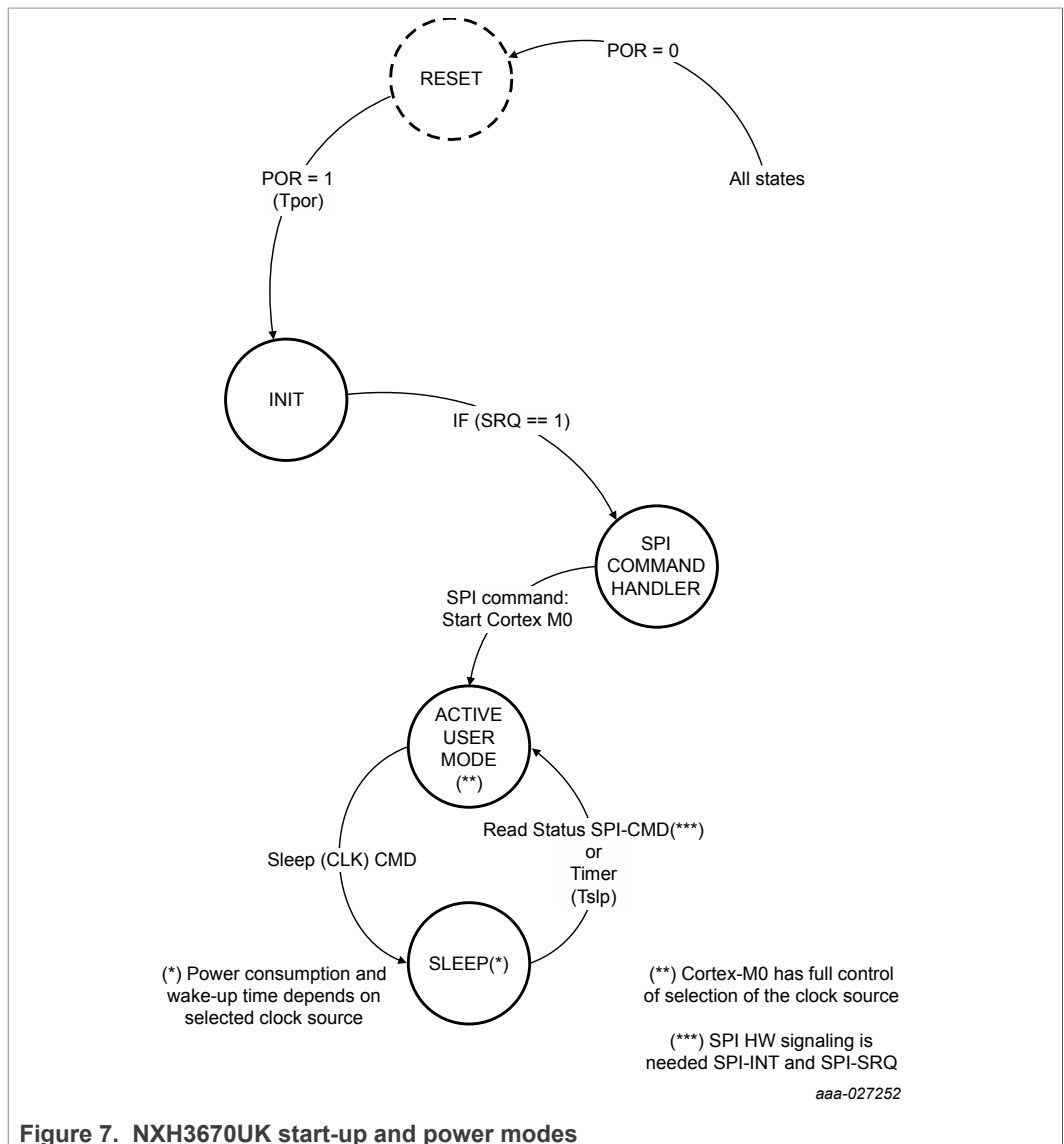 POR = 0
RESET
POR = 1
(Tpor)
All states
INIT
IF (SRQ == 1)
SPI
COMMAND
HANDLER
SPI command:
Start Cortex M0
ACTIVE
USER
MODE
(**)
Read Status SPI-CMD(***)
or
Timer
(Tslp)
Sleep (CLK) CMD
SLEEP(*)
(*) Power consumption and
wake-up time depends on
selected clock source
(**) Cortex-M0 has full control
of selection of the clock source
(***) SPI HW signaling is
needed SPI-INT and SPI-SRQ
aaa-027252
Figure 7. NXH3670UK start-up and power modes